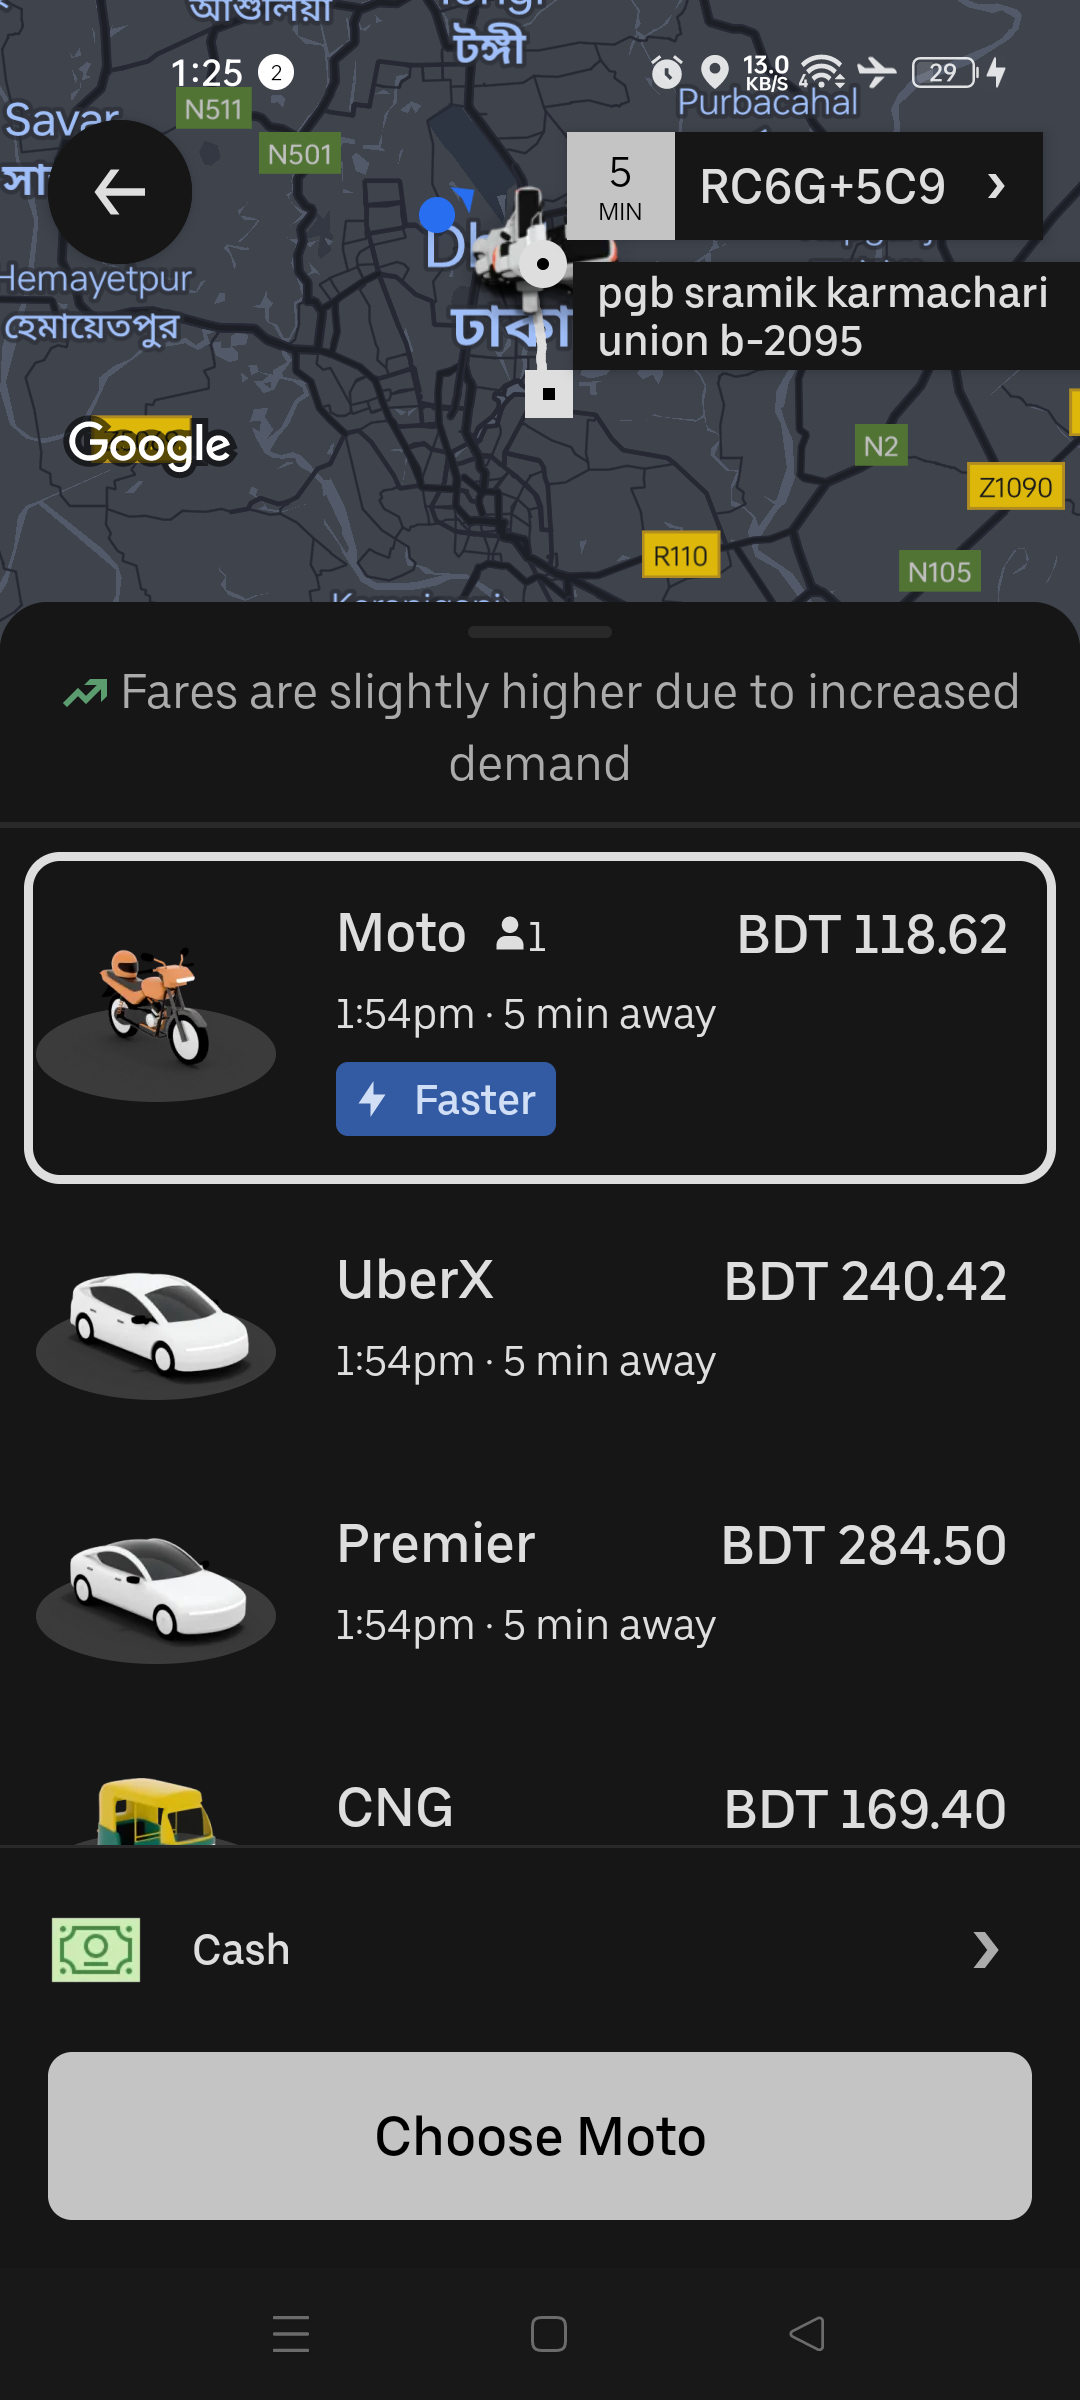 আশুলিয়া
টঙ্গী
1:25
2
13.0
KB/S
4
29
Purbacahal
N511
Savar
N501
5
MIN
RC6G+5C9
Hemayetpur
হেমায়েতপুর
ঢাকা
pgb sramik karmachari
union b-2095
Google
N2
Z1090
R110
N105
Fares are slightly higher due to increased
demand
Moto 1
BDT 118.62
1:54pm · 5 min away
Faster
UberX
BDT 240.42
1:54pm · 5 min away
Premier
BDT 284.50
1:54pm · 5 min away
CNG
BDT 169.40
Cash
Choose Moto